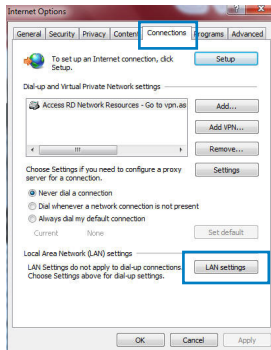 Internet Options
General Security Privacy Content Connections Programs Advanced
To set up an Internet connection, click Setup.
Setup
Dial-up and Virtual Private Network settings
Access RD Network Resources - Go to vpn.as
Add...
Add VPN...
Remove...
Choose Settings if you need to configure a proxy
server for a connection.
Settings
Never dial a connection
Dial whenever a network connection is not present
Always dial my default connection
Current None
Set default
Local Area Network (LAN) settings
LAN Settings do not apply to dial-up connections.
Choose Settings above for dial-up settings.
LAN settings
OK Cancel Apply